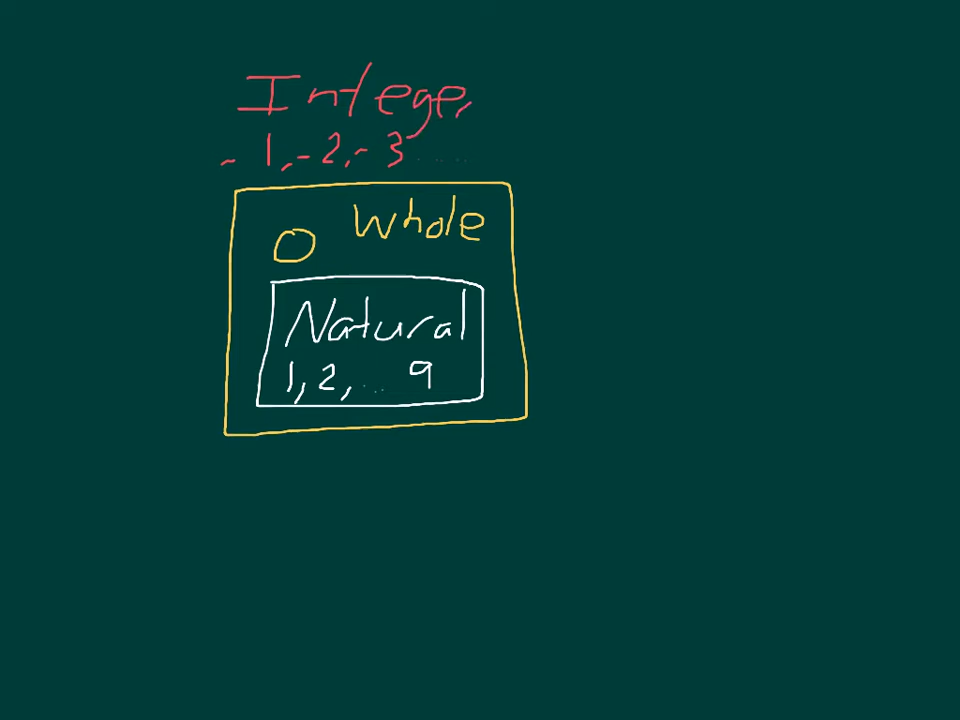 Integer
-1, -2, -3 .....
Whole
0
Natural
1, 2, ... 9